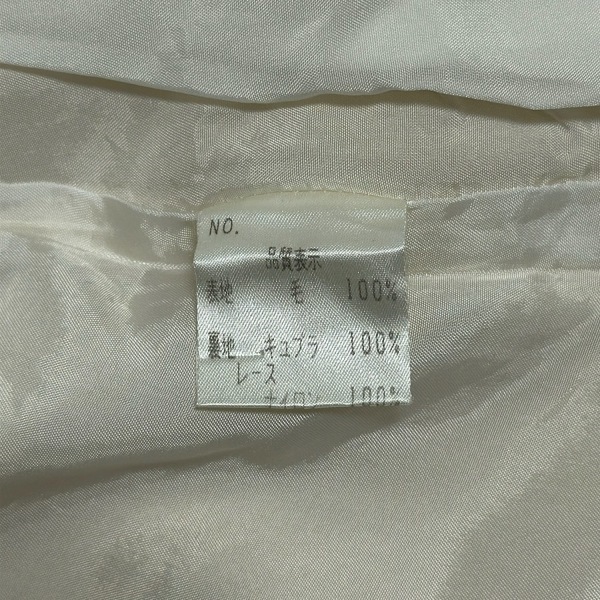 NO.
品質表示
表地 毛 100%
裏地 キュプラ 100%
レース
ナイロン 100%